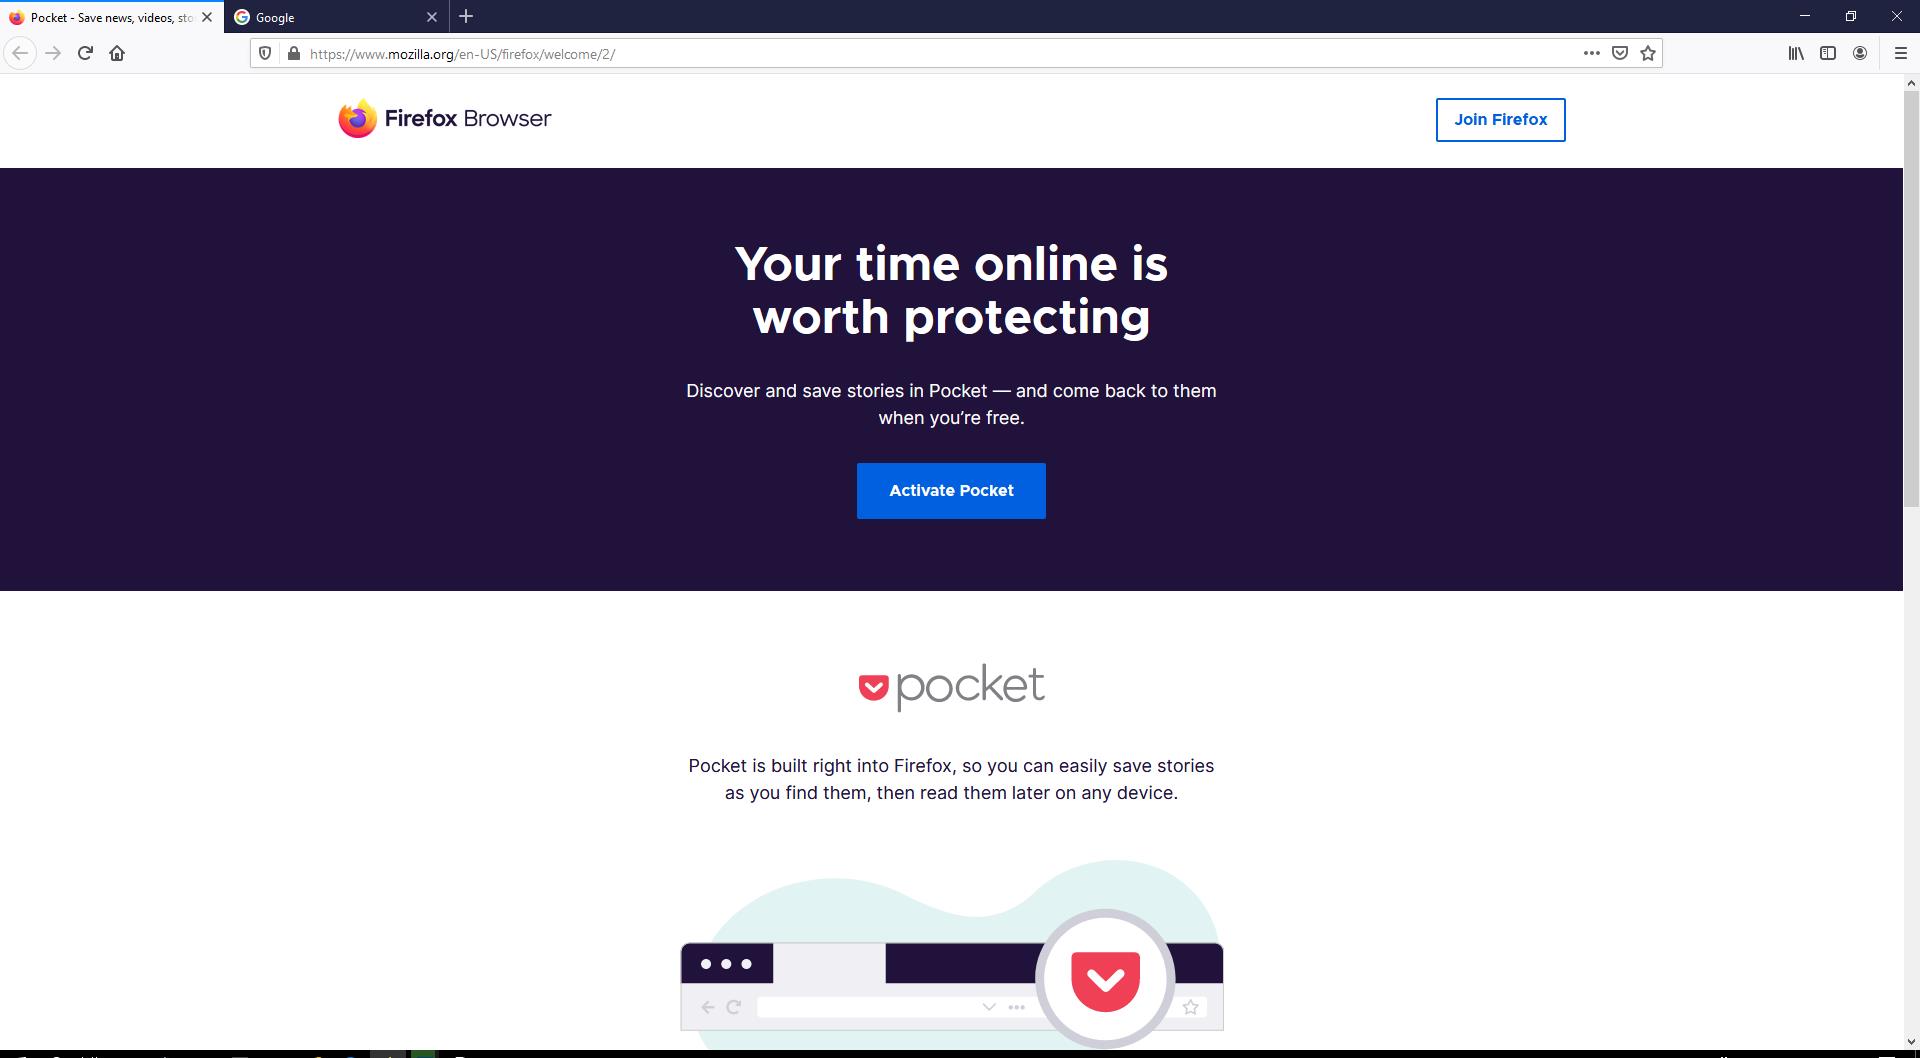 Pocket - Save news, videos, sto
Google
https://www.mozilla.org/en-US/firefox/welcome/2/
Firefox Browser
Join Firefox
Your time online is
worth protecting
Discover and save stories in Pocket — and come back to them
when you’re free.
Activate Pocket
pocket
Pocket is built right into Firefox, so you can easily save stories
as you find them, then read them later on any device.